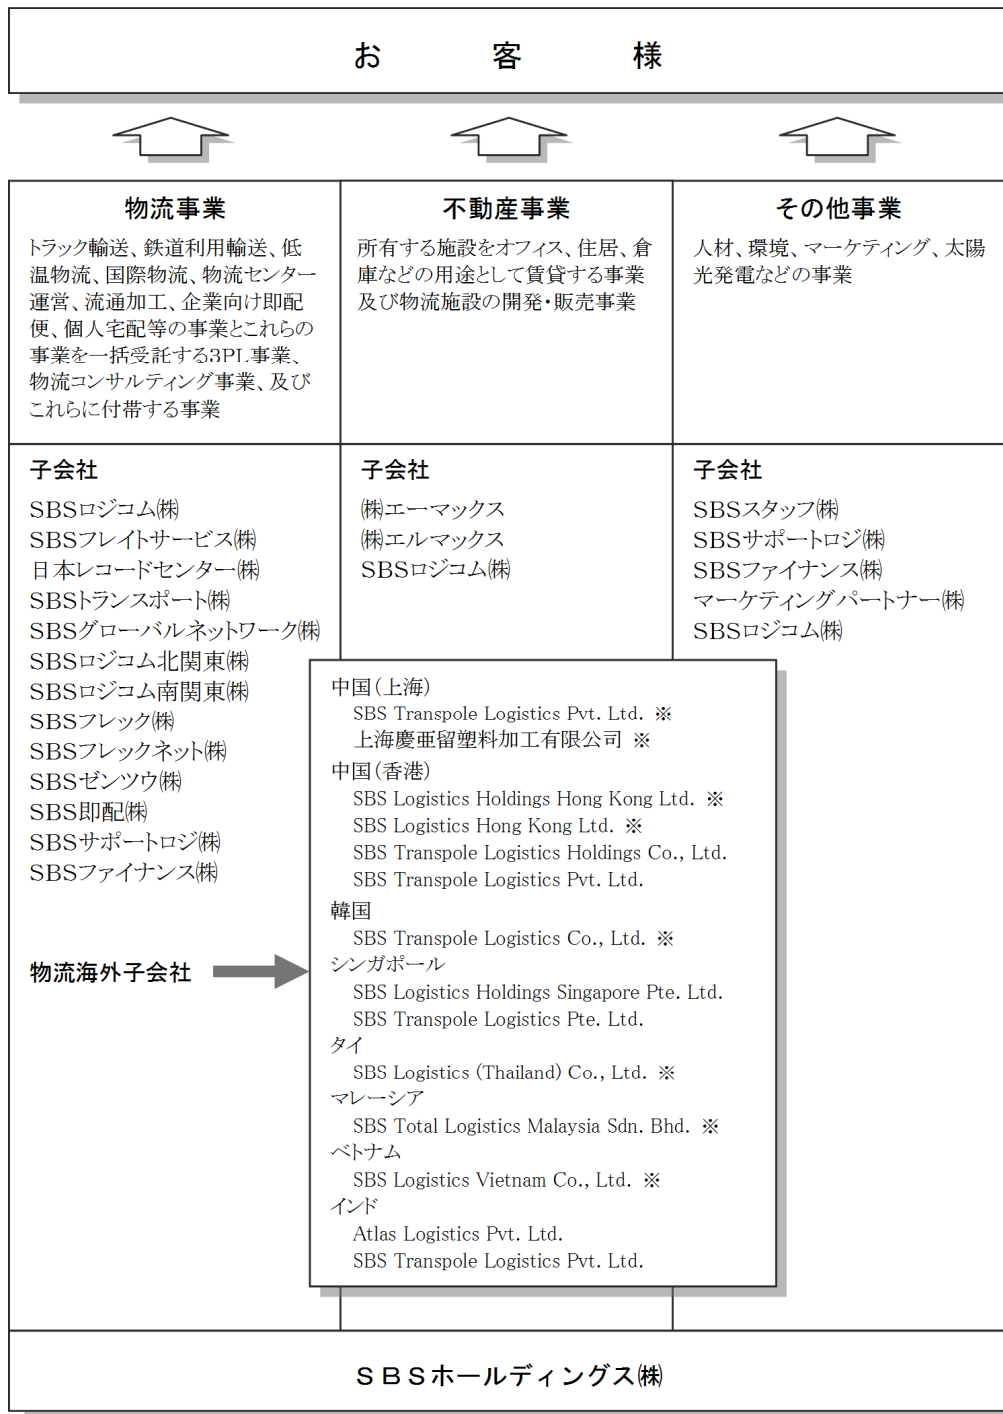 お客様
物流事業
トラック輸送、鉄道利用輸送、低
温物流、国際物流、物流センター
運営、流通加工、企業向け即配
便、個人宅配等の事業とこれらの
事業を一括受託する3PL事業、
物流コンサルティング事業、及び
これらに付帯する事業
不動産事業
所有する施設をオフィス、住居、倉
庫などの用途として賃貸する事業
及び物流施設の開発・販売事業
その他事業
人材、環境、マーケティング、太陽
光発電などの事業
子会社
SBSロジコム㈱
SBSフレイトサービス㈱
日本レコードセンター㈱
SBSトランスポート㈱
SBSグローバルネットワーク㈱
SBSロジコム北関東㈱
SBSロジコム南関東㈱
SBSフレック㈱
SBSフレックネット㈱
SBSゼンツウ㈱
SBS即配㈱
SBSサポートロジ㈱
SBSファイナンス㈱
子会社
㈱エーマックス
㈱エルマックス
SBSロジコム㈱
子会社
SBSスタッフ㈱
SBSサポートロジ㈱
SBSファイナンス㈱
マーケティングパートナー㈱
SBSロジコム㈱
物流海外子会社
中国（上海）
SBS Transpole Logistics Pvt. Ltd. ※
上海慶亜留塑料加工有限公司 ※
中国（香港）
SBS Logistics Holdings Hong Kong Ltd. ※
SBS Logistics Hong Kong Ltd. ※
SBS Transpole Logistics Holdings Co., Ltd.
SBS Transpole Logistics Pvt. Ltd.
韓国
SBS Transpole Logistics Co., Ltd. ※
シンガポール
SBS Logistics Holdings Singapore Pte. Ltd.
SBS Transpole Logistics Pte. Ltd.
タイ
SBS Logistics (Thailand) Co., Ltd. ※
マレーシア
SBS Total Logistics Malaysia Sdn. Bhd. ※
ベトナム
SBS Logistics Vietnam Co., Ltd. ※
インド
Atlas Logistics Pvt. Ltd.
SBS Transpole Logistics Pvt. Ltd.
ＳＢＳホールディングス㈱